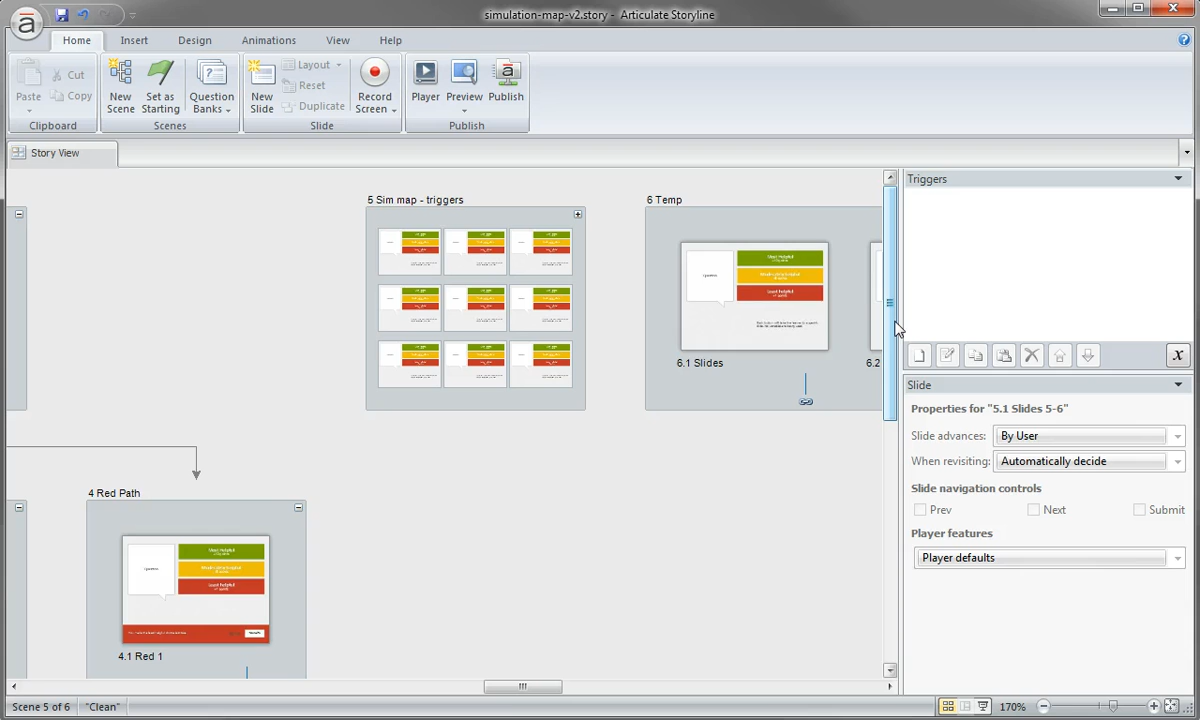 simulation-map-v2.story - Articulate Storyline
Home Insert Design Animations View Help
Paste
Cut
Copy
Clipboard
New Scene
Set as Starting
Question Banks
Scenes
New Slide
Layout
Reset
Duplicate
Slide
Record Screen
Player
Preview
Publish
Publish
Story View
5 Sim map - triggers
6 Temp
6.1 Slides
6.2
4 Red Path
4.1 Red 1
Triggers
Slide
Properties for "5.1 Slides 5-6"
Slide advances: By User
When revisiting: Automatically decide
Slide navigation controls
Prev Next Submit
Player features
Player defaults
Scene 5 of 6 "Clean" 170%